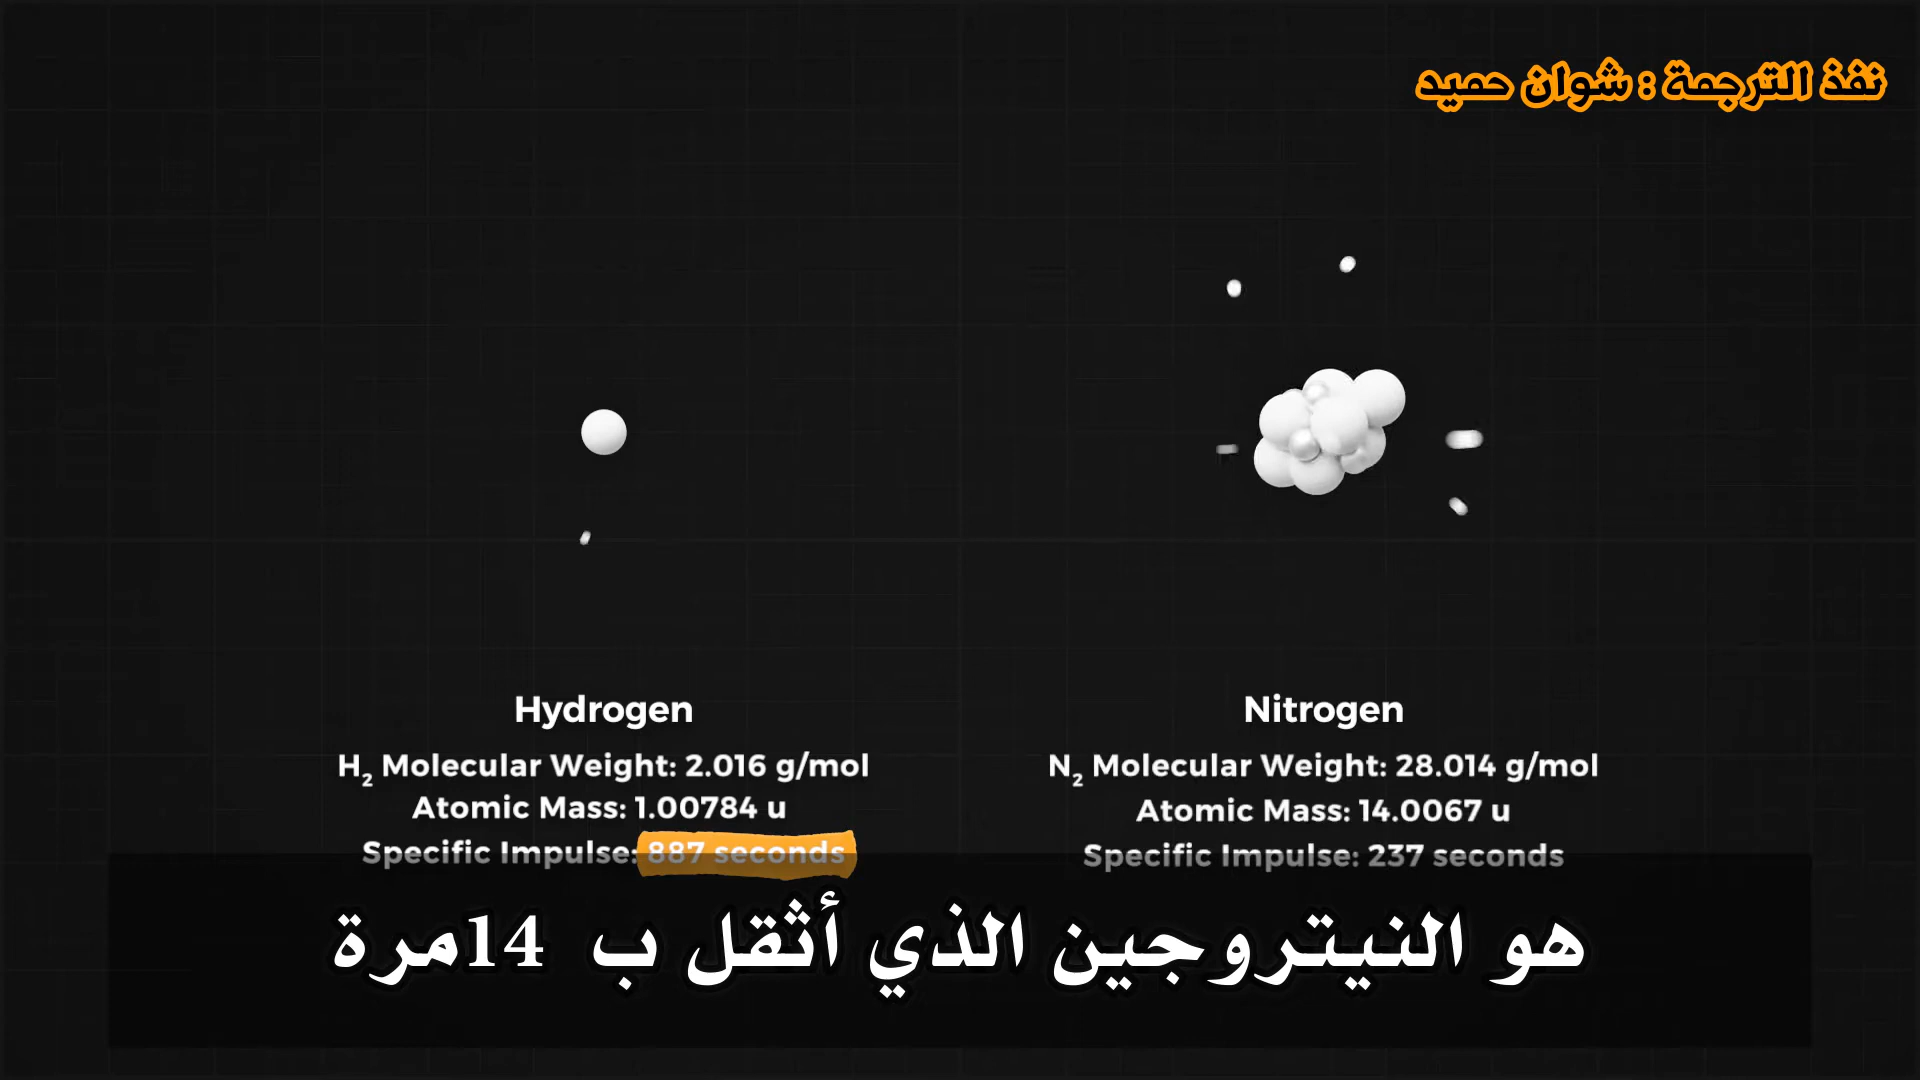 نفذ الترجمة : شوان حميد
Hydrogen
H₂ Molecular Weight: 2.016 g/mol
Atomic Mass: 1.00784 u
Specific Impulse: 887 seconds
Nitrogen
N₂ Molecular Weight: 28.014 g/mol
Atomic Mass: 14.0067 u
Specific Impulse: 237 seconds
هو النيتروجين الذي أثقل ب 14مرة